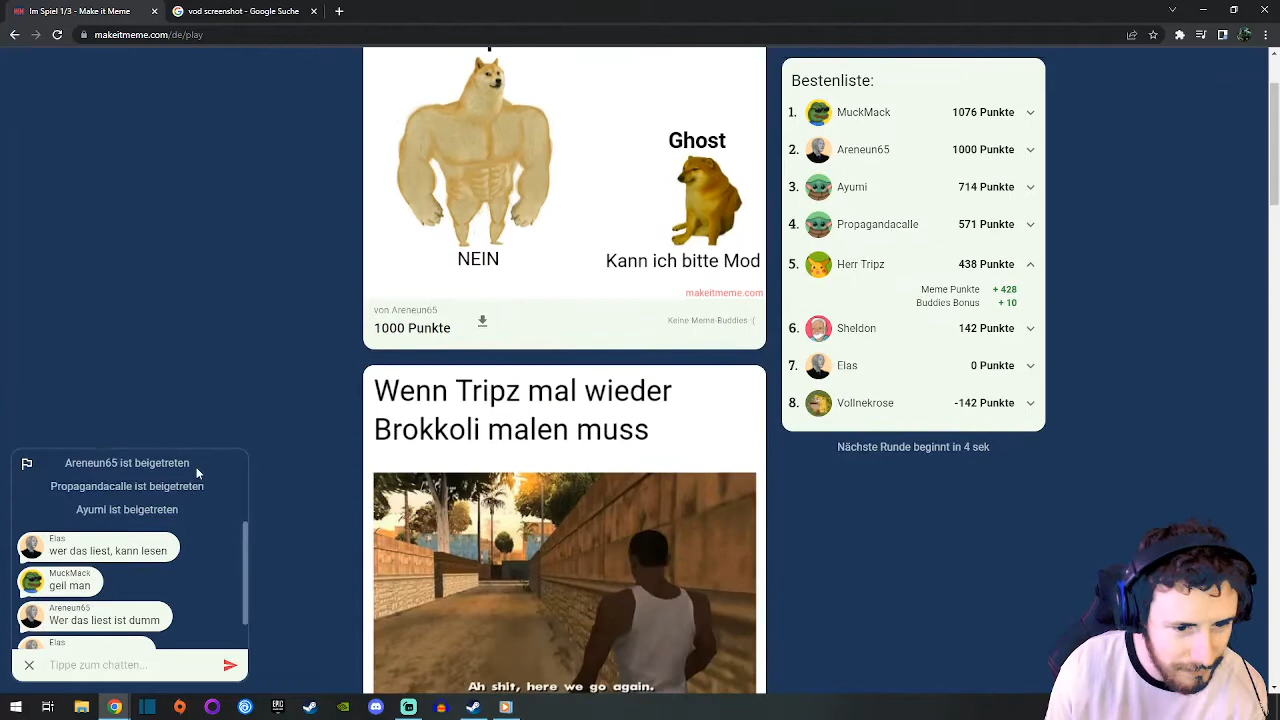 Im Spiel 1/3 - Make it Meme
vod screenshot - Google Suche
makeitmeme.com/de/play
Ghost
NEIN
Kann ich bitte Mod
makeitmeme.com
von Areneun65
1000 Punkte
Keine Meme-Buddies :(
Wenn Tripz mal wieder
Brokkoli malen muss
Ah shit, here we go again.
Bestenliste:
1. MuckMack 1076 Punkte
2. Areneun65 1000 Punkte
3. Ayumi 714 Punkte
4. Propagandacalle 571 Punkte
5. Herr Tripz 438 Punkte
Meme Punkte + 428
Buddies Bonus + 10
6. Sheldon 142 Punkte
7. Elas 0 Punkte
8. Vollnekrose -142 Punkte
Nächste Runde beginnt in 4 sek
Areneun65 ist beigetreten
Propagandacalle ist beigetreten
Ayumi ist beigetreten
Elas
wer das liest, kann lesen
MuckMack
geil man
Areneun65
Wer das liest ist dumm
Elas
Tippe zum chatten...
EPIC